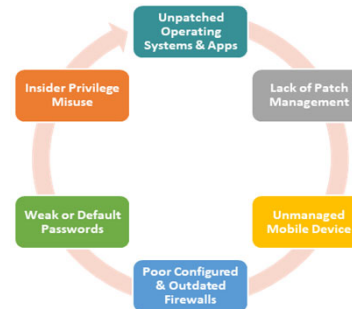 Unpatched
Operating
Systems & Apps
Lack of Patch
Management
Unmanaged
Mobile Device
Poor Configured
& Outdated
Firewalls
Weak or Default
Passwords
Insider Privilege
Misuse